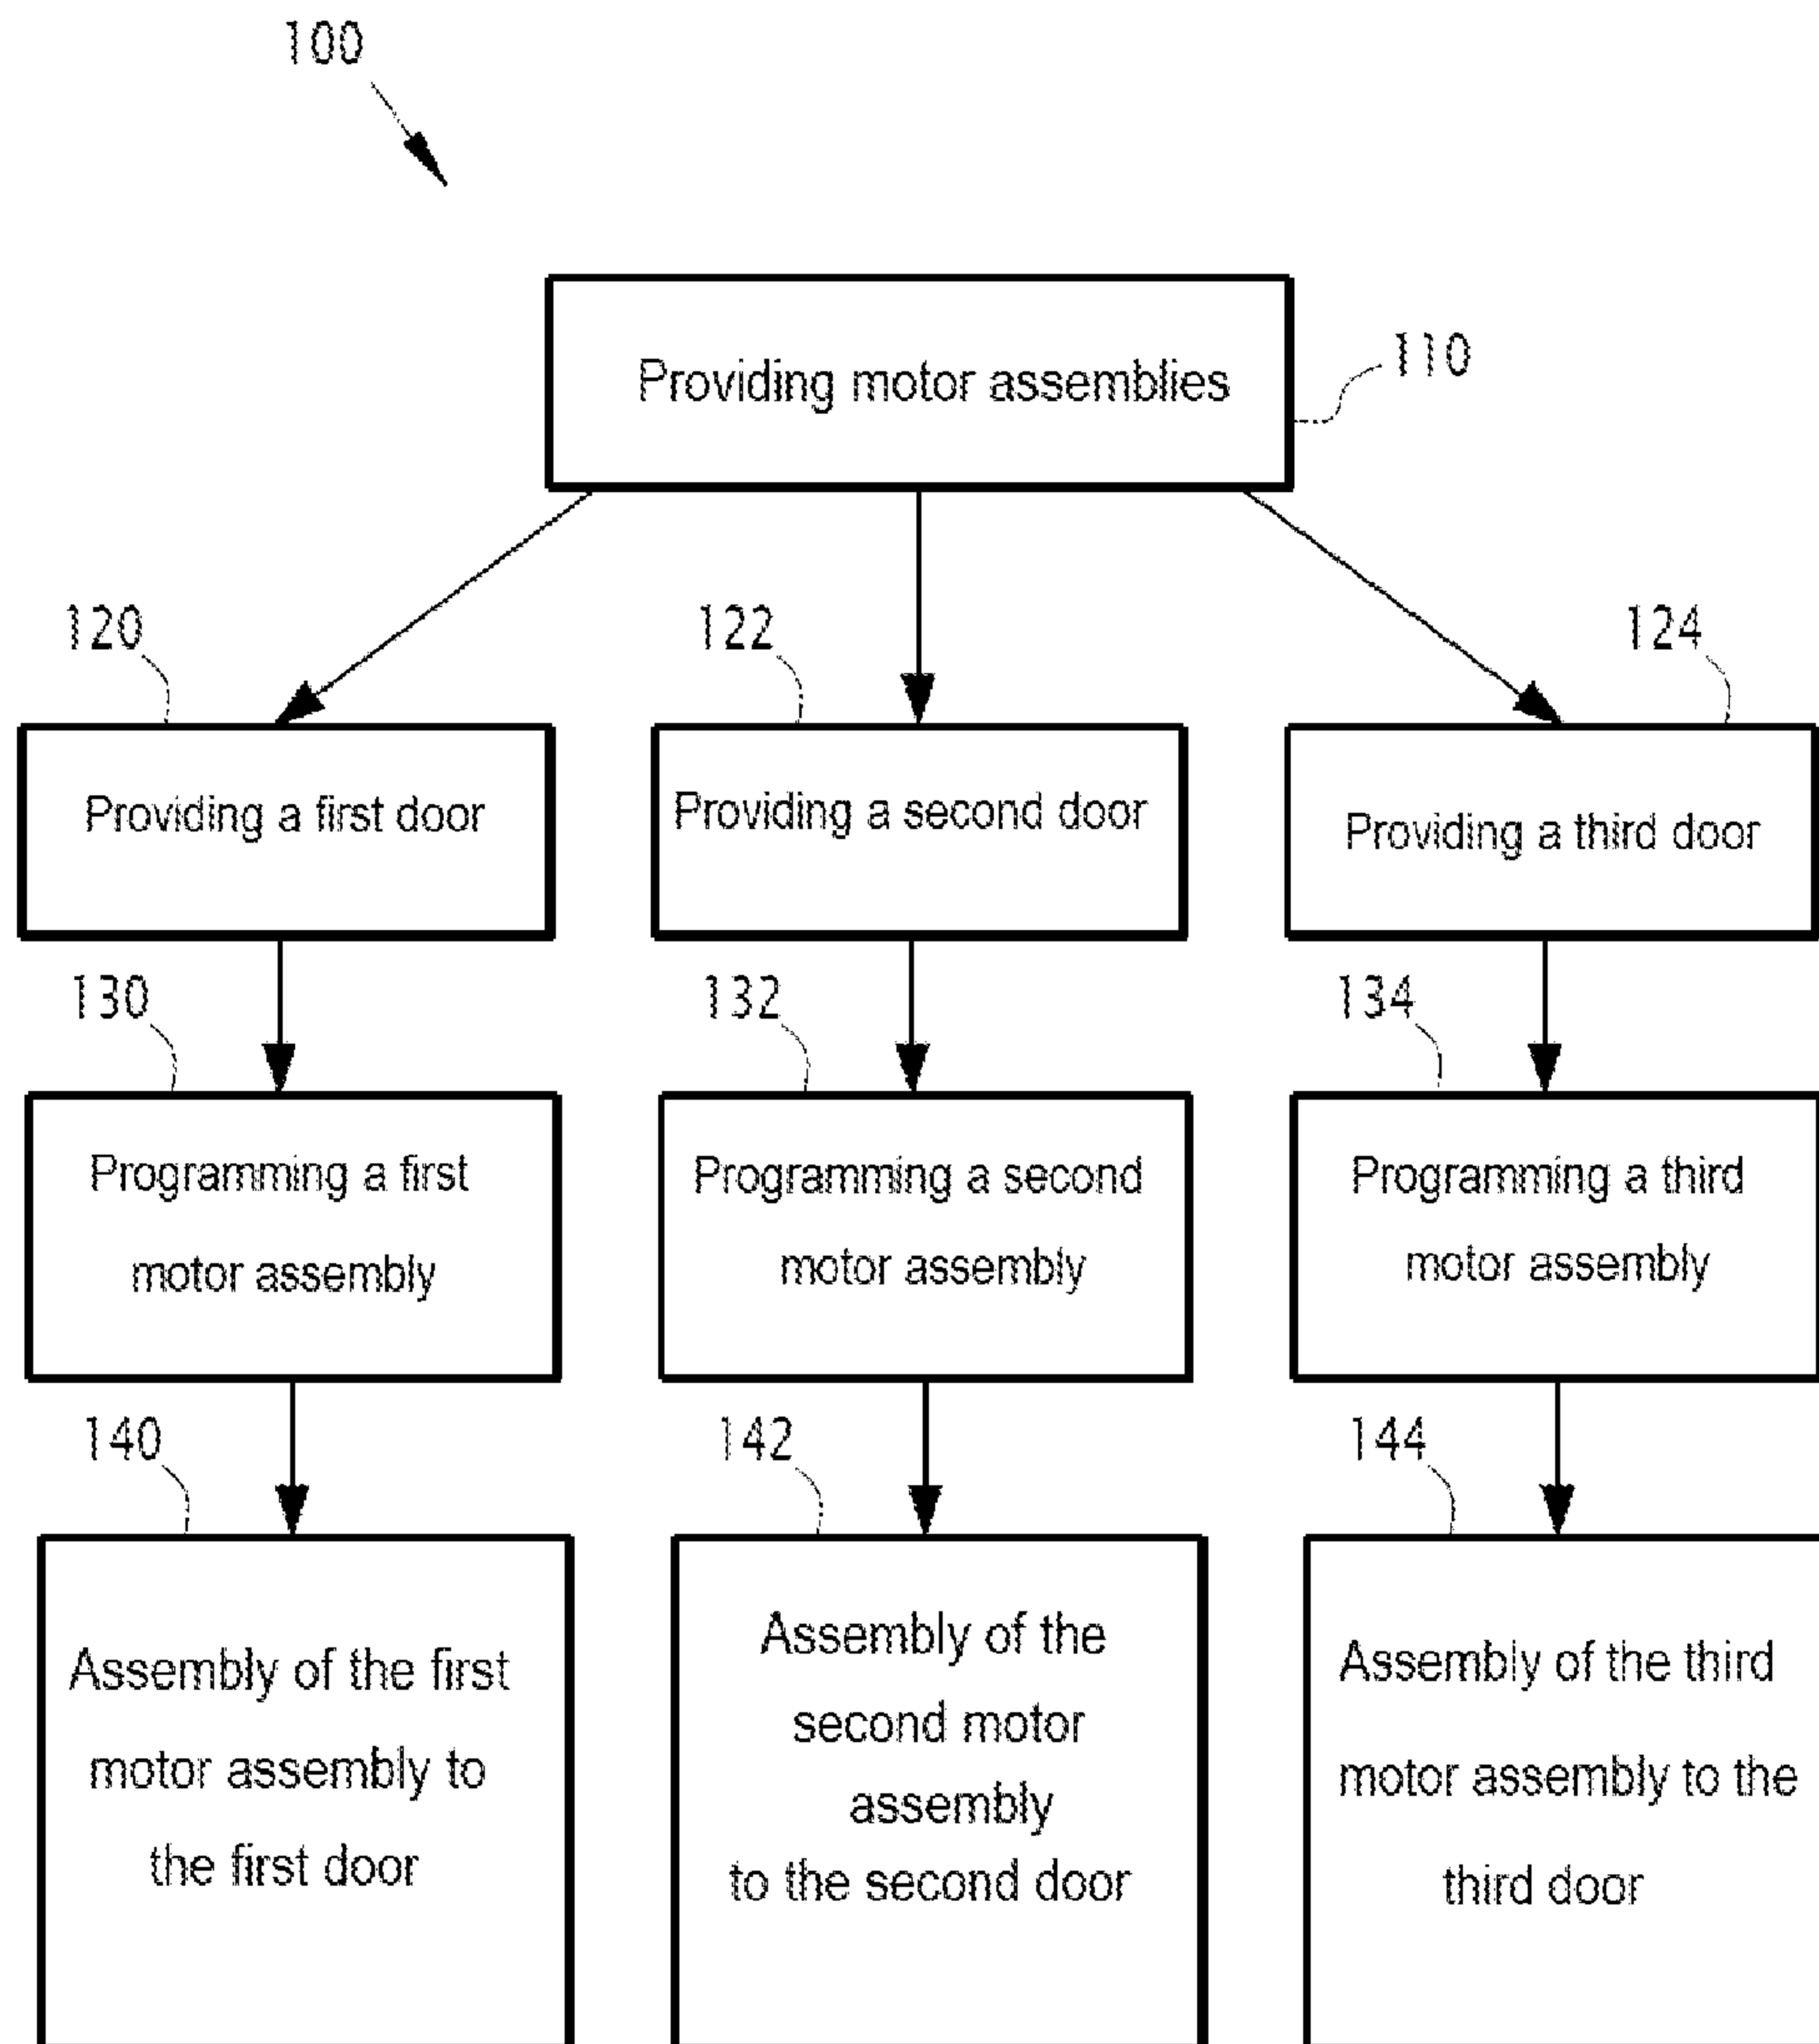 100
Providing motor assemblies
110
120
122
124
Providing a first door
Providing a second door
Providing a third door
130
132
134
Programming a first
motor assembly
Programming a second
motor assembly
Programming a third
motor assembly
140
142
144
Assembly of the first
motor assembly to
the first door
Assembly of the
second motor
assembly
to the second door
Assembly of the third
motor assembly to the
third door